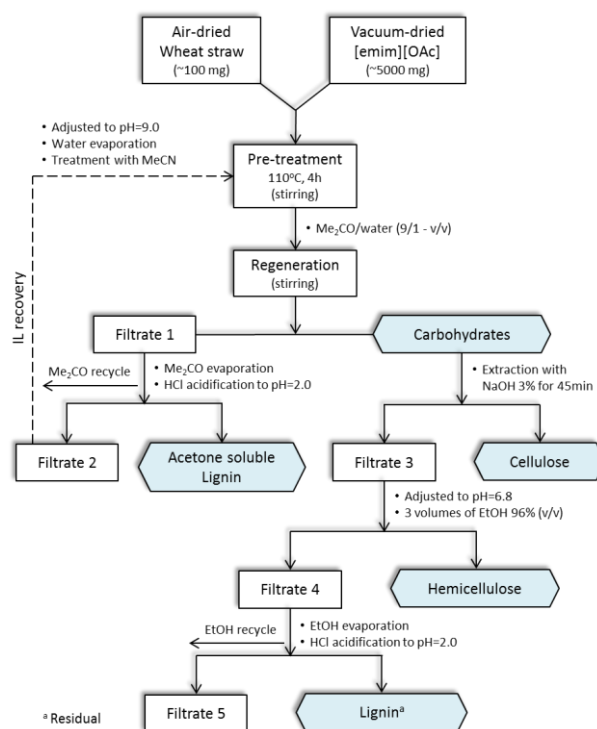 Air-dried
Wheat straw
(~100 mg)
Vacuum-dried
[emim][OAc]
(~5000 mg)
• Adjusted to pH=9.0
• Water evaporation
• Treatment with MeCN
Pre-treatment
110°C, 4h
(stirring)
• Me₂CO/water (9/1 - v/v)
Regeneration
(stirring)
IL recovery
Filtrate 1
Carbohydrates
Me₂CO recycle
• Me₂CO evaporation
• HCl acidification to pH=2.0
• Extraction with
NaOH 3% for 45min
Filtrate 2
Acetone soluble
Lignin
Filtrate 3
Cellulose
• Adjusted to pH=6.8
• 3 volumes of EtOH 96% (v/v)
Filtrate 4
Hemicellulose
EtOH recycle
• EtOH evaporation
• HCl acidification to pH=2.0
ᵃ Residual
Filtrate 5
Ligninᵃ